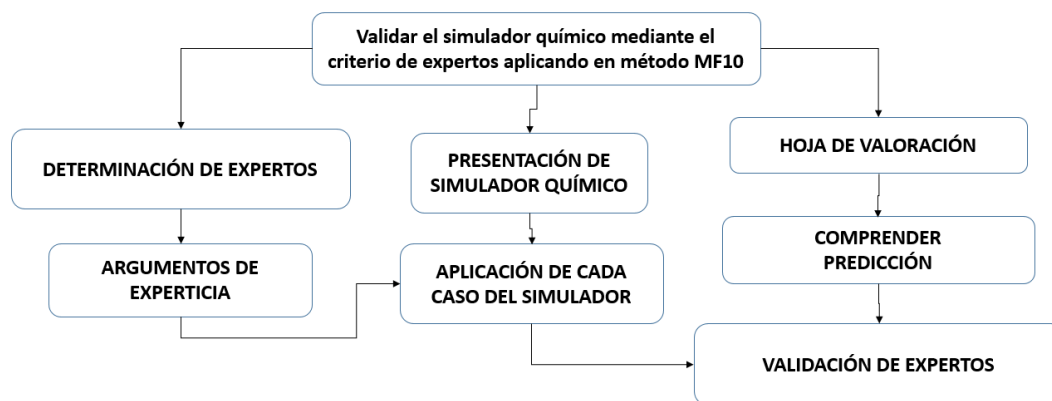 Validar el simulador químico mediante el
criterio de expertos aplicando en método MF10
DETERMINACIÓN DE EXPERTOS
PRESENTACIÓN DE
SIMULADOR QUÍMICO
HOJA DE VALORACIÓN
ARGUMENTOS DE
EXPERTICIA
APLICACIÓN DE CADA
CASO DEL SIMULADOR
COMPRENDER
PREDICCIÓN
VALIDACIÓN DE EXPERTOS